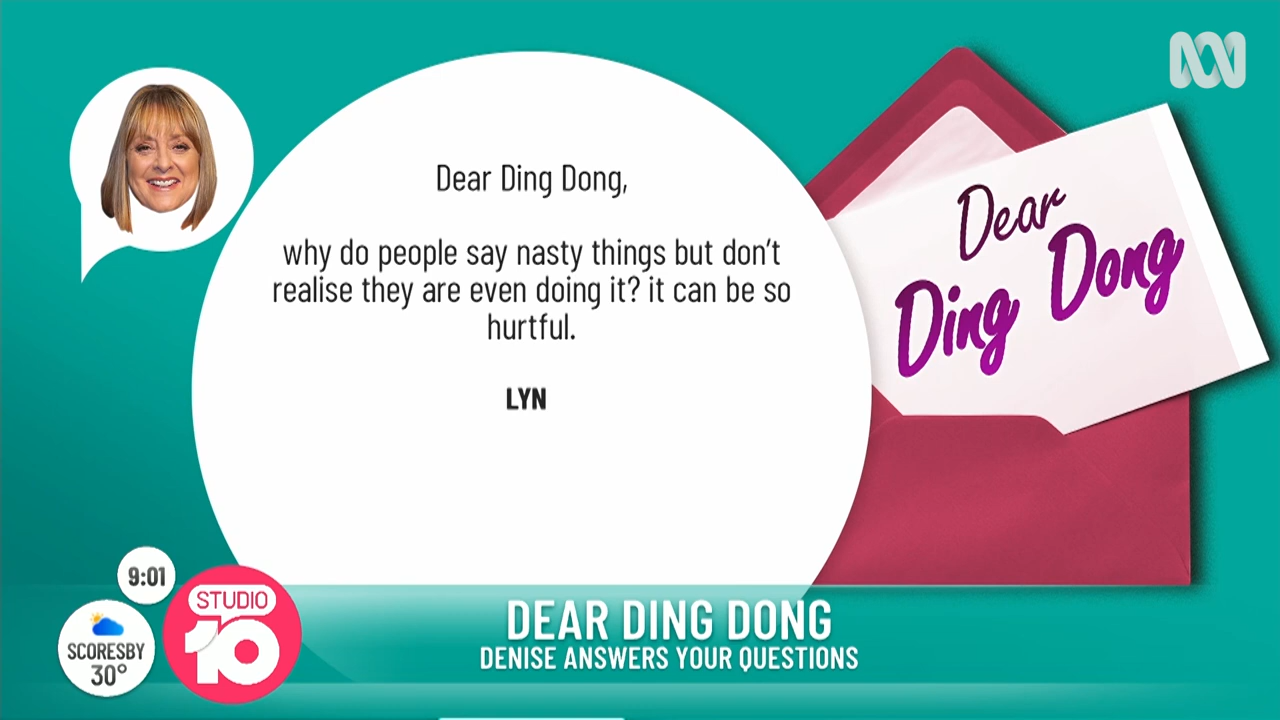 Dear Ding Dong,
why do people say nasty things but don't
realise they are even doing it? it can be so
hurtful.
LYN
Dear
Ding Dong
9:01
SCORESBY
30°
STUDIO
10
DEAR DING DONG
DENISE ANSWERS YOUR QUESTIONS